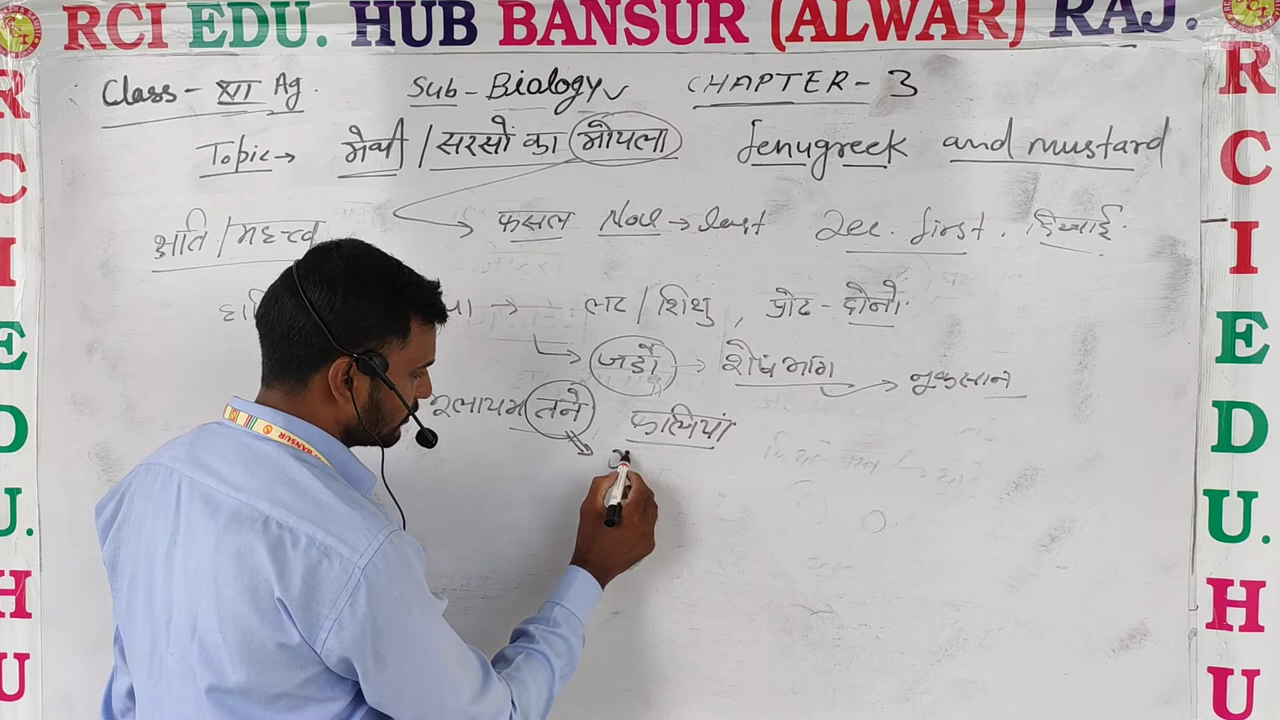 RCI EDU. HUB BANSUR (ALWAR) RAJ.
Class - XII Ag. Sub - Biology ✓ CHAPTER - 3
Topic → मेथी / सरसों का मोयला fenugreek and mustard
क्षति / महत्त्व → फसल Nov → last Dec. first. दिखाई.
→ लट / शिशु, प्रोढ - दोनो.
→ जडों → शेष भाग → नुकसान
मुलायम तने फलियां
R
C
I
E
D
U.
H
U
R
C
I
E
D
U.
H
U